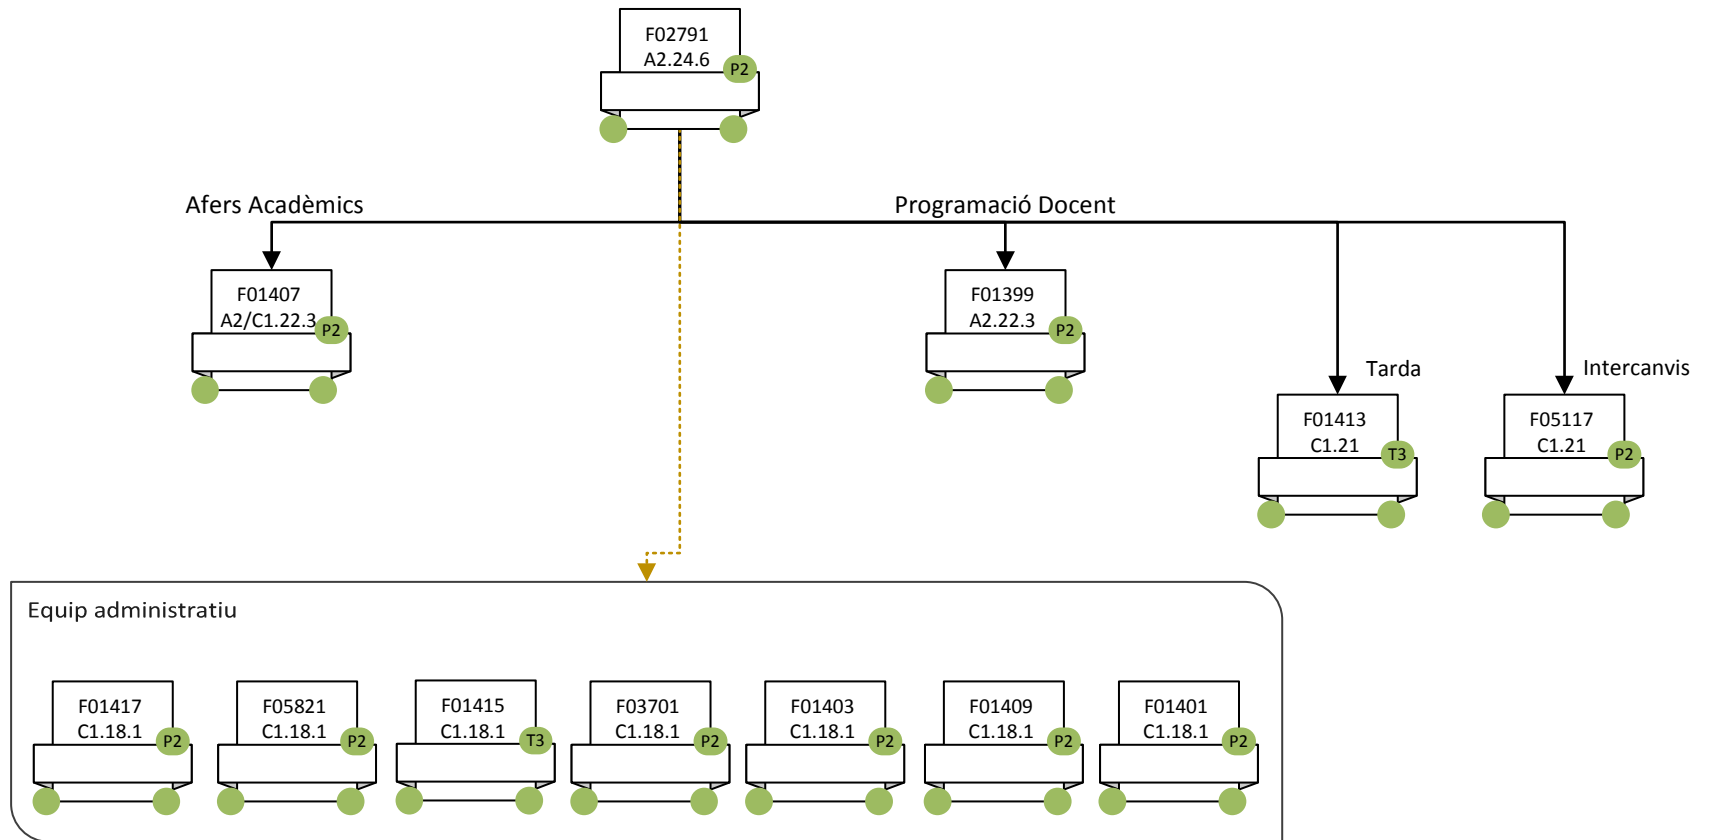 F02791
A2.24.6
P2
Afers Acadèmics
Programació Docent
F01407
A2/C1.22.3
P2
F01399
A2.22.3
P2
Tarda
Intercanvis
F01413
C1.21
T3
F05117
C1.21
P2
Equip administratiu
F01417
C1.18.1
P2
F05821
C1.18.1
P2
F01415
C1.18.1
T3
F03701
C1.18.1
P2
F01403
C1.18.1
P2
F01409
C1.18.1
P2
F01401
C1.18.1
P2